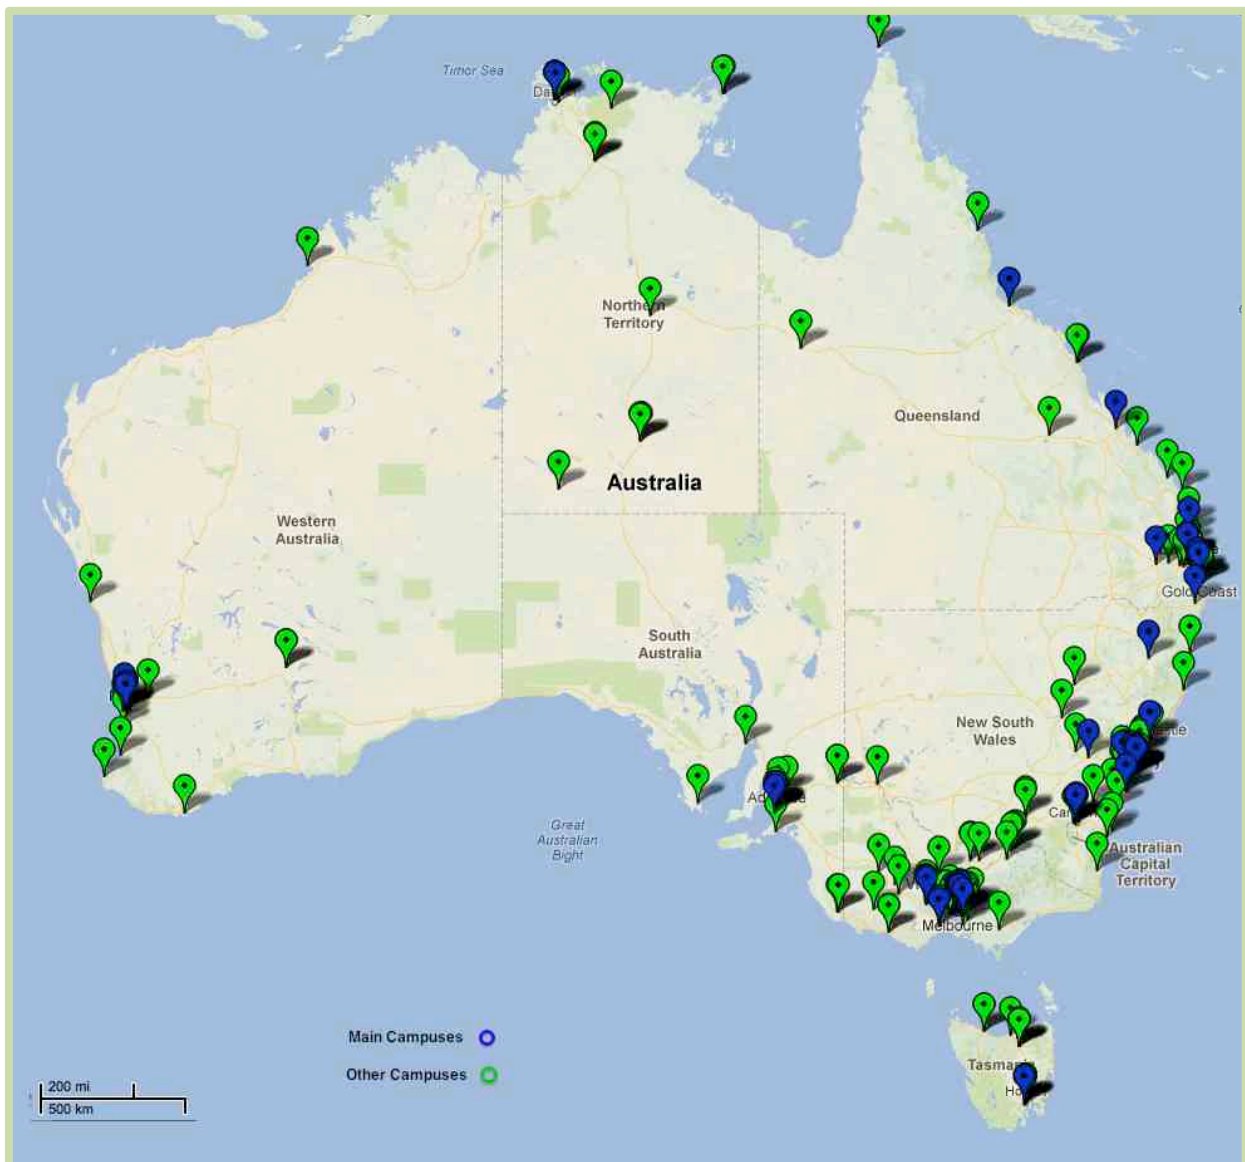 Timor Sea
Northern
Territory
Queensland
Australia
Western
Australia
Gold Coast
South
Australia
New South
Wales
Great
Australian
Bight
Australian
Capital
Territory
Melbourne
Main Campuses
Other Campuses
Tasmania
200 mi
500 km